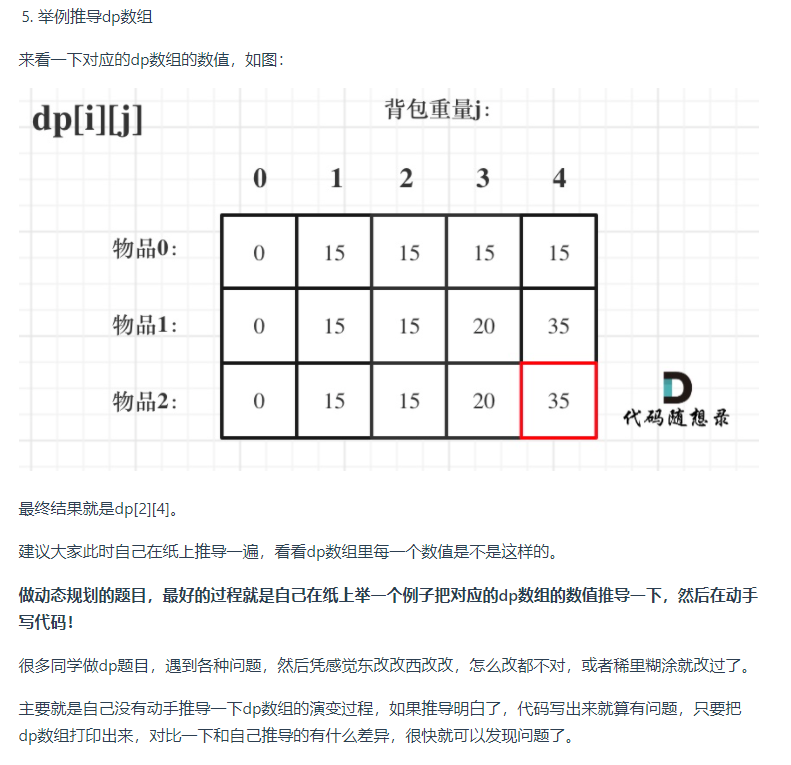 5. 举例推导dp数组
来看一下对应的dp数组的数值，如图：
dp[i][j]
背包重量j:
0 1 2 3 4
物品0: 0 15 15 15 15
物品1: 0 15 15 20 35
物品2: 0 15 15 20 35
代码随想录
最终结果就是dp[2][4]。
建议大家此时自己在纸上推导一遍，看看dp数组里每一个数值是不是这样的。
做动态规划的题目，最好的过程就是自己在纸上举一个例子把对应的dp数组的数值推导一下，然后在动手
写代码！
很多同学做dp题目，遇到各种问题，然后凭感觉东改改西改改，怎么改都不对，或者稀里糊涂就改过了。
主要就是自己没有动手推导一下dp数组的演变过程，如果推导明白了，代码写出来就算有问题，只要把
dp数组打印出来，对比一下和自己推导的有什么差异，很快就可以发现问题了。